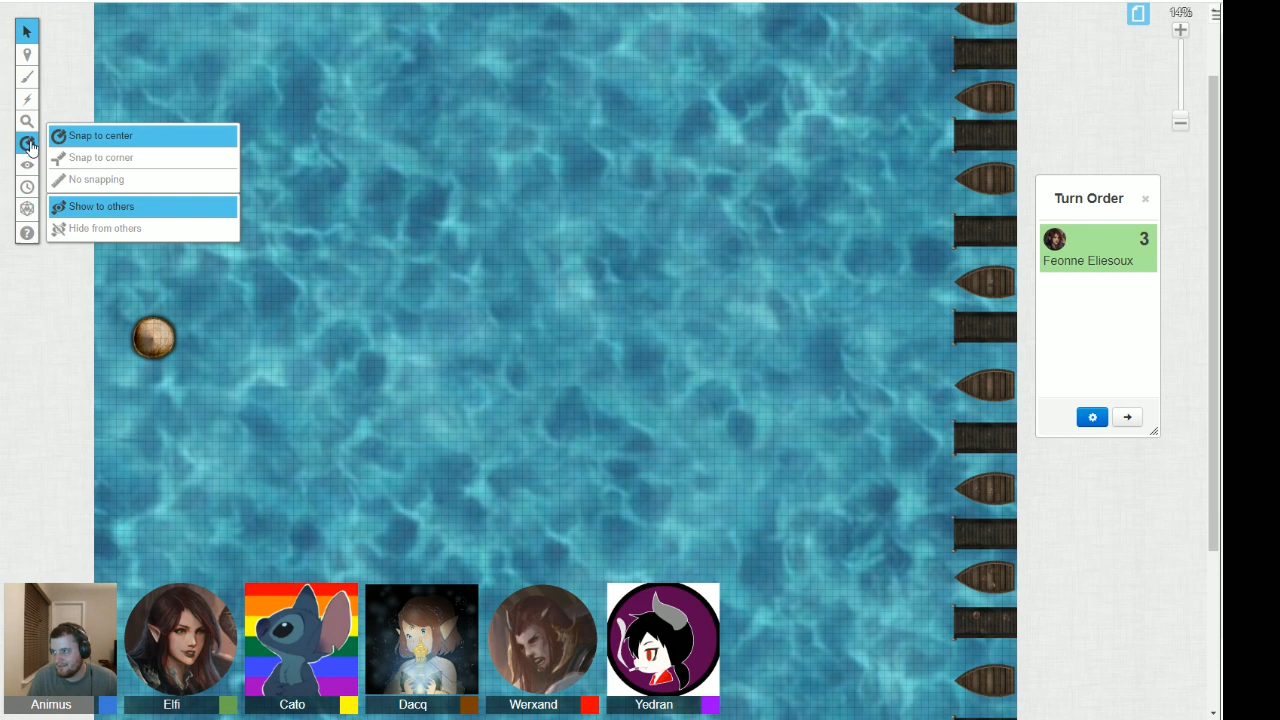 14%
Snap to center
Snap to corner
No snapping
Show to others
Hide from others
?
Turn Order ×
3
Feonne Eliesoux
Animus
Elfi
Cato
Dacq
Werxand
Yedran